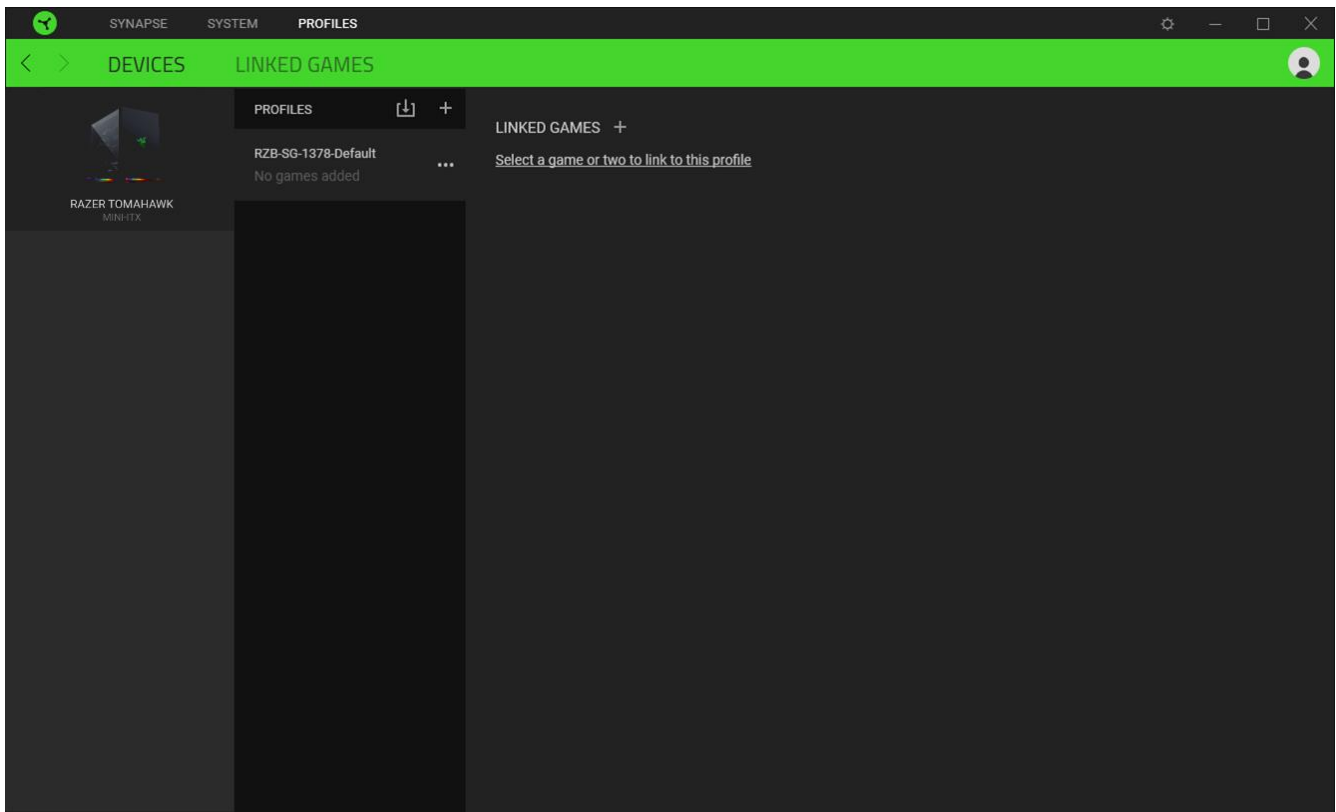 SYNAPSE SYSTEM PROFILES
DEVICES LINKED GAMES
RAZER TOMAHAWK
MINI-ITX
PROFILES
RZB-SG-1378-Default
No games added
LINKED GAMES
Select a game or two to link to this profile